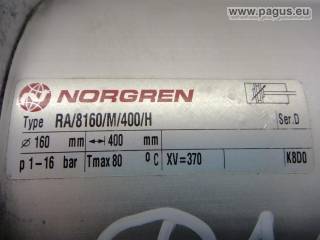 www.pagus.eu
NORGREN
Type RA/8160/M/400/H Ser.D
ø 160 mm ↔ 400 mm
p 1-16 bar Tmax 80 °C XV=370 K8D0